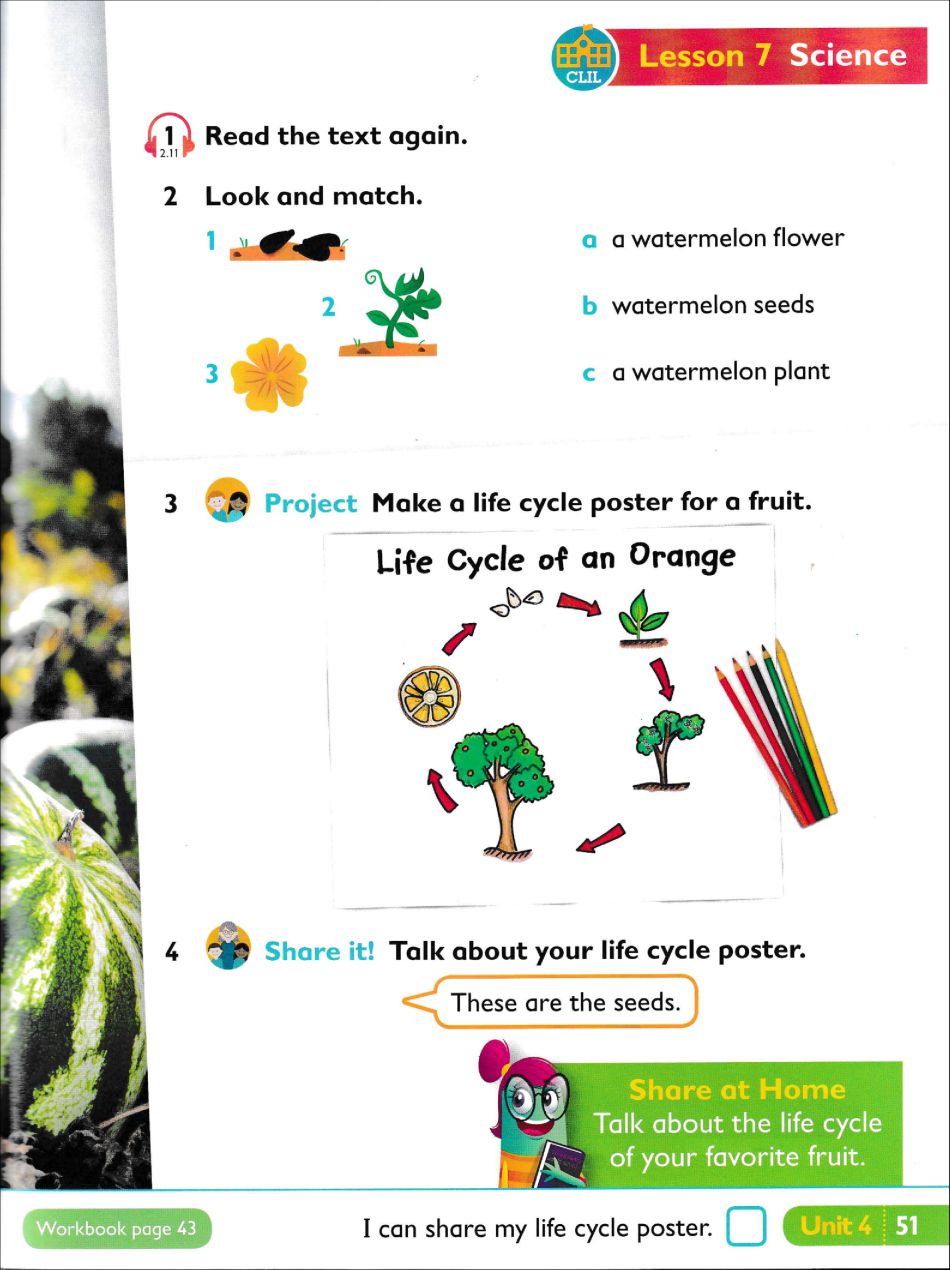 CLIL
Lesson 7 Science
1 Read the text again.
2.11
2 Look and match.
1
a a watermelon flower
2
b watermelon seeds
3
c a watermelon plant
3 Project Make a life cycle poster for a fruit.
Life Cycle of an Orange
4 Share it! Talk about your life cycle poster.
These are the seeds.
Share at Home
Talk about the life cycle
of your favorite fruit.
Workbook page 43
I can share my life cycle poster.
Unit 4 51